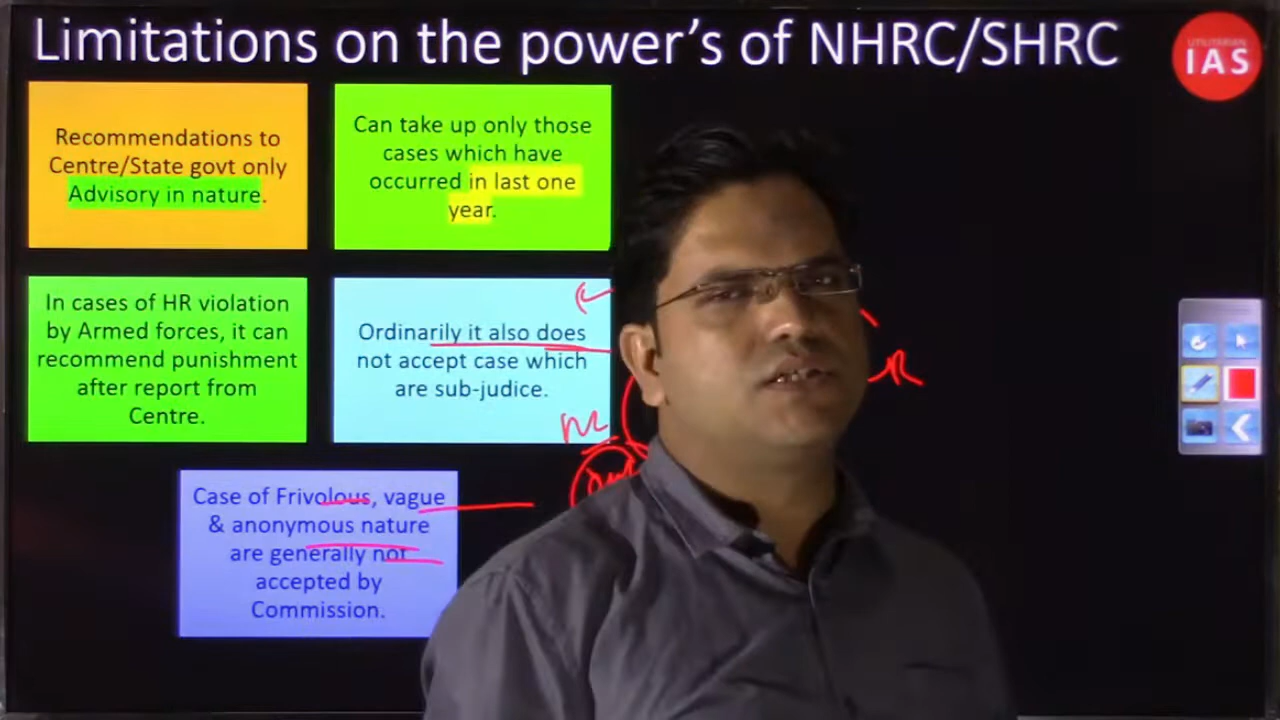 Limitations on the power's of NHRC/SHRC
UTILITARIAN
IAS
Recommendations to
Centre/State govt only
Advisory in nature.
Can take up only those
cases which have
occurred in last one
year.
In cases of HR violation
by Armed forces, it can
recommend punishment
after report from
Centre.
Ordinarily it also does
not accept case which
are sub-judice.
Case of Frivolous, vague
& anonymous nature
are generally not
accepted by
Commission.